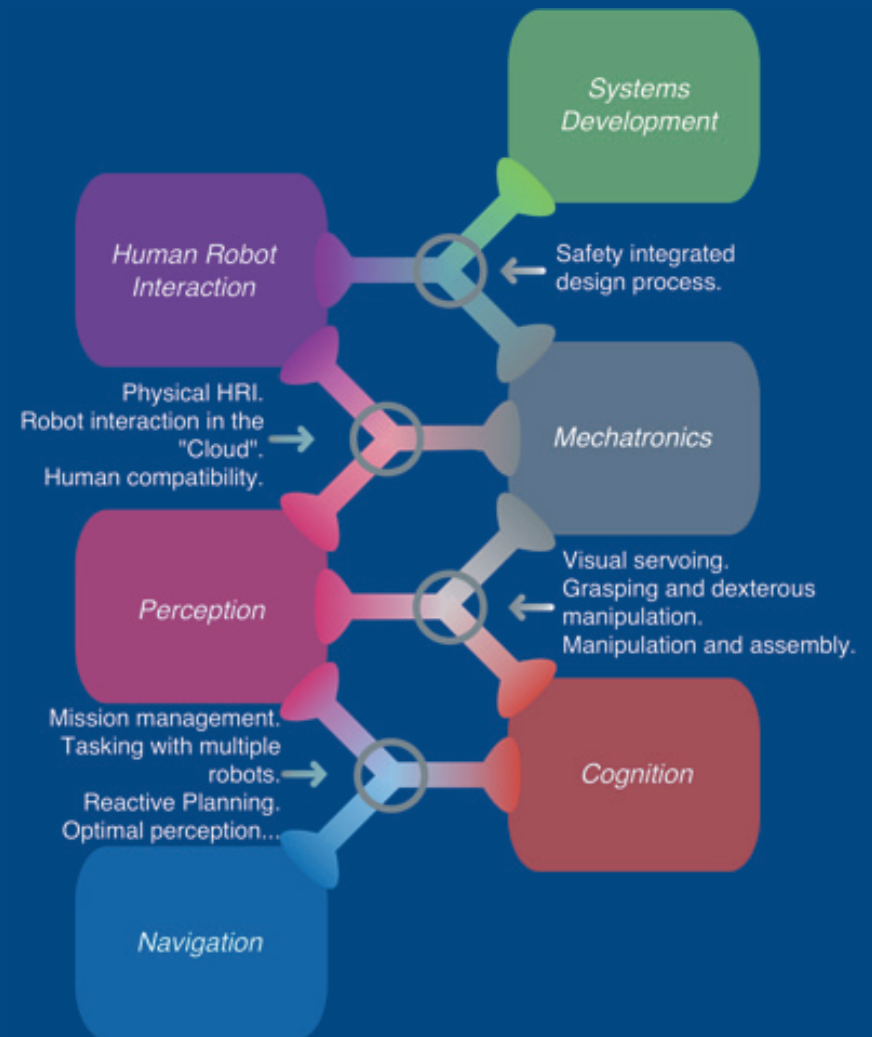 Systems
Development
Human Robot
Interaction
Safety integrated
design process.
Physical HRI.
Robot interaction in the
"Cloud".
Human compatibility.
Mechatronics
Perception
Visual servoing.
Grasping and dexterous
manipulation.
Manipulation and assembly.
Mission management.
Tasking with multiple
robots.
Reactive Planning.
Optimal perception...
Cognition
Navigation